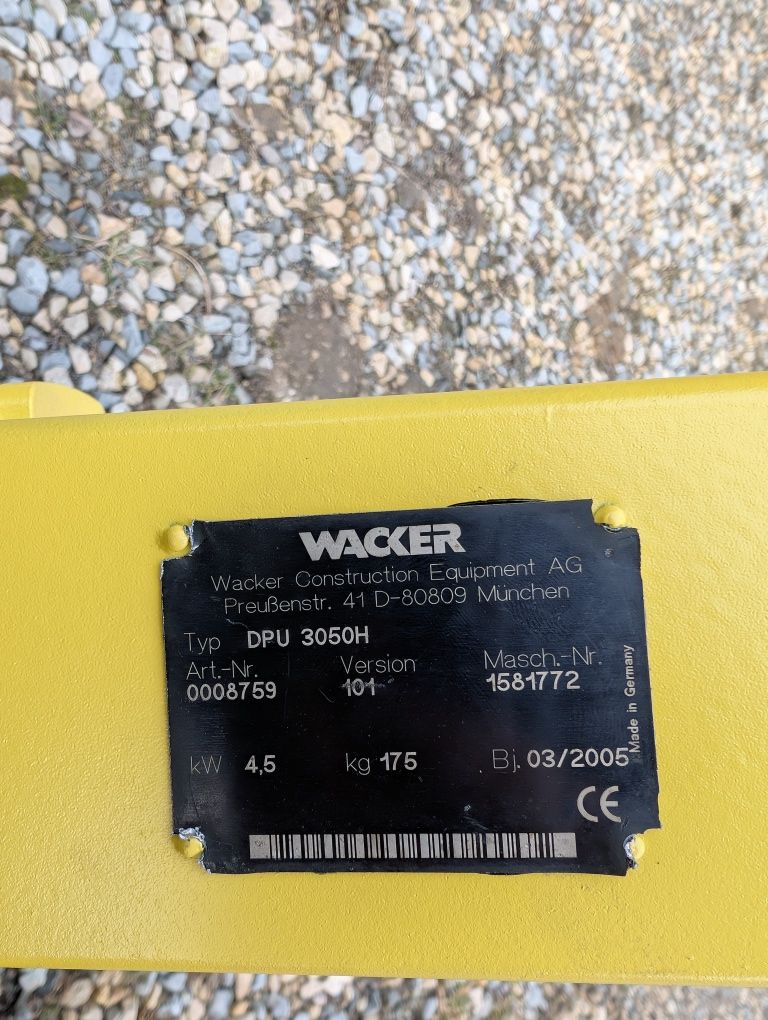 WACKER
Wacker Construction Equipment AG
Preußenstr. 41 D-80809 München
Typ DPU 3050H
Art.-Nr. Version Masch.-Nr.
0008759 101 1581772
kW 4,5 kg 175 Bj. 03/2005
Made in Germany
CE